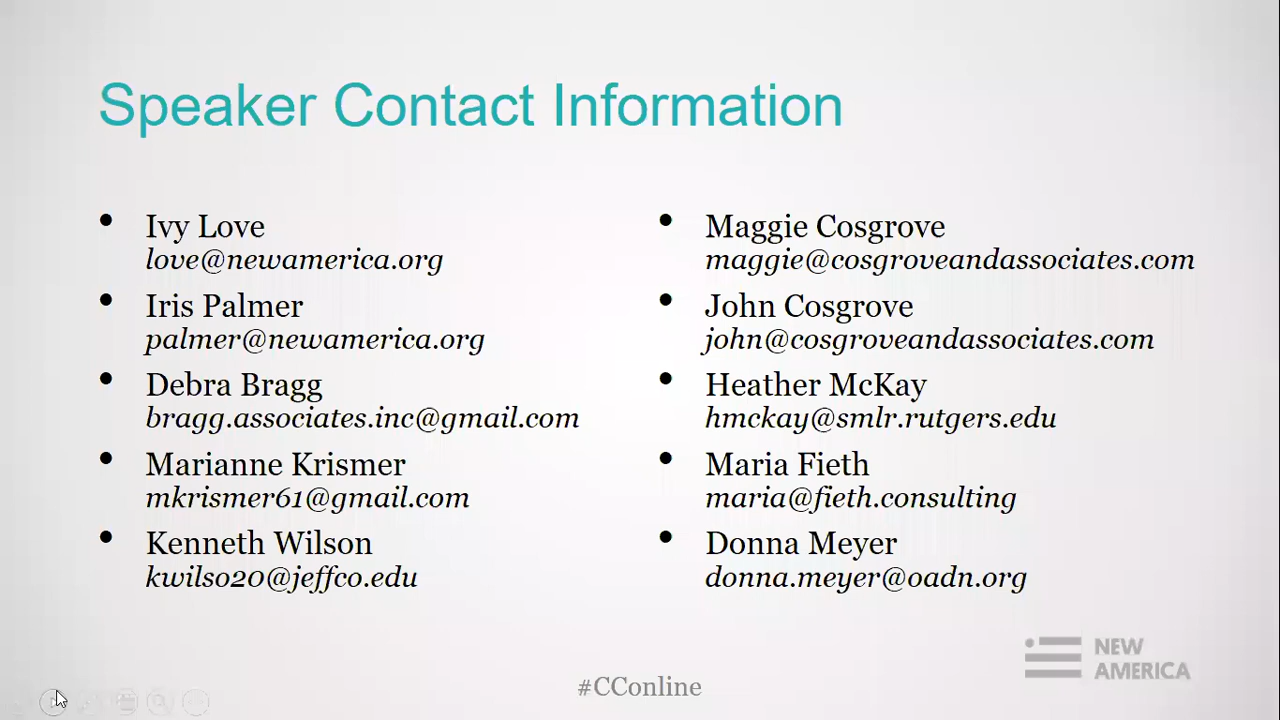 Speaker Contact Information
• Ivy Love
love@newamerica.org
• Iris Palmer
palmer@newamerica.org
• Debra Bragg
bragg.associates.inc@gmail.com
• Marianne Krismer
mkrismer61@gmail.com
• Kenneth Wilson
kwilso20@jeffco.edu
• Maggie Cosgrove
maggie@cosgroveandassociates.com
• John Cosgrove
john@cosgroveandassociates.com
• Heather McKay
hmckay@smlr.rutgers.edu
• Maria Fieth
maria@fieth.consulting
• Donna Meyer
donna.meyer@oadn.org
#CConline
NEW
AMERICA